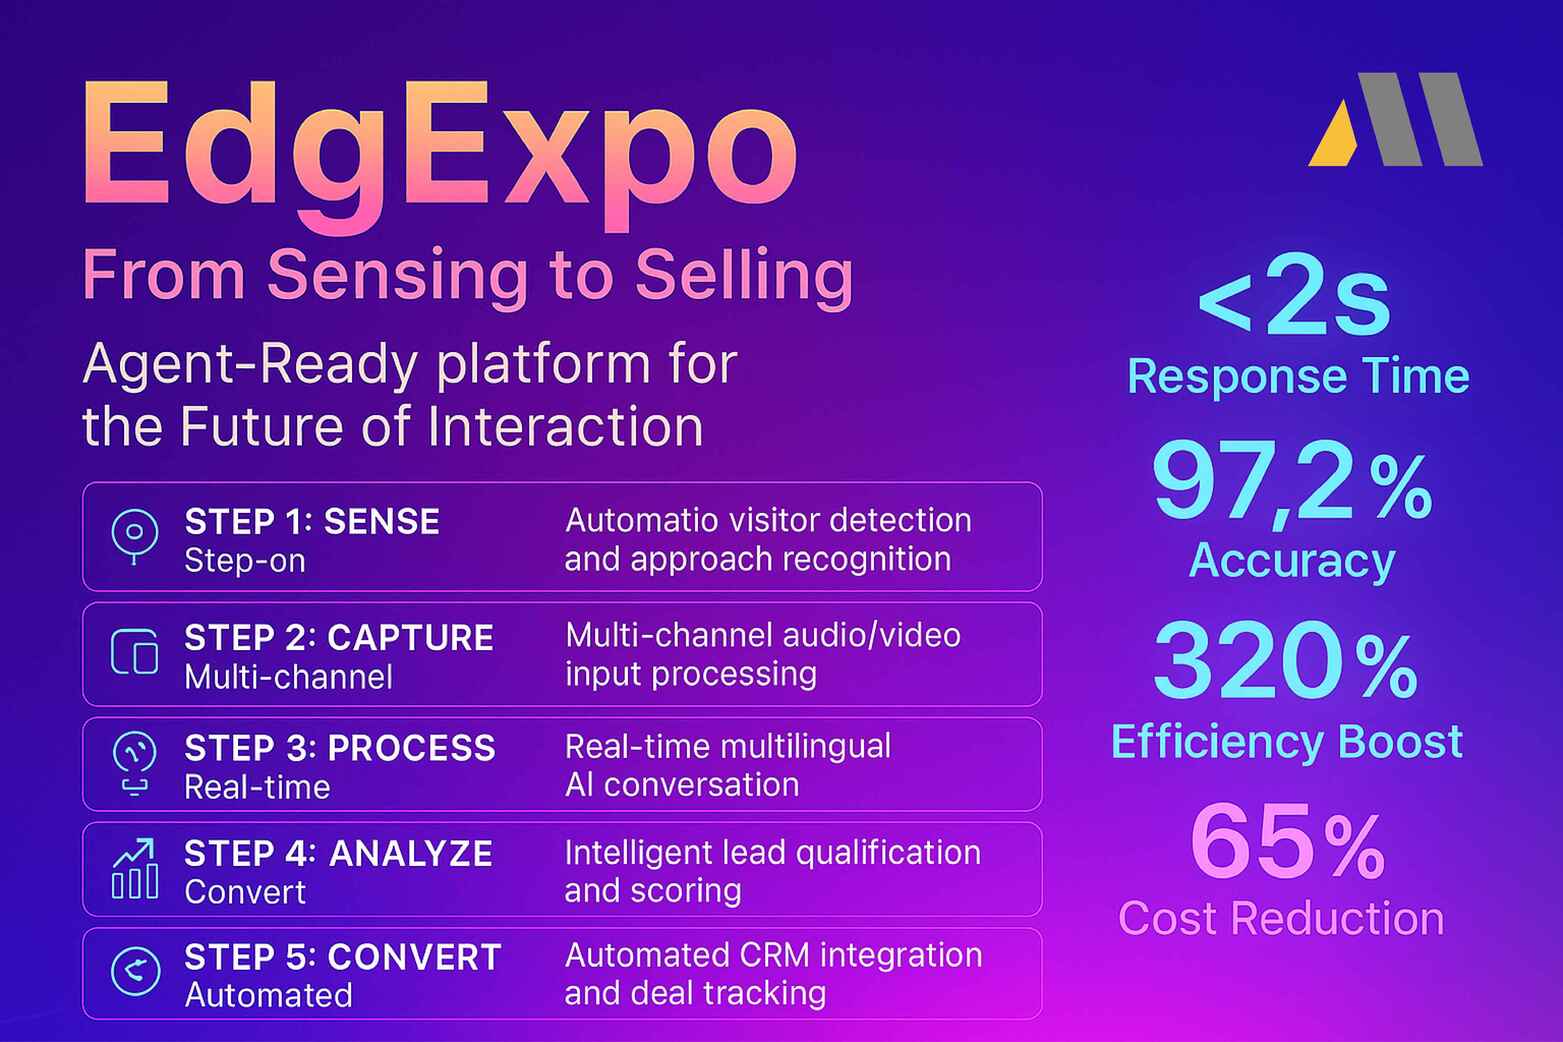 EdgExpo
From Sensing to Selling
Agent-Ready platform for
the Future of Interaction
STEP 1: SENSE
Step-on
Automatio visitor detection
and approach recognition
STEP 2: CAPTURE
Multi-channel
Multi-channel audio/video
input processing
STEP 3: PROCESS
Real-time
Real-time multilingual
AI conversation
STEP 4: ANALYZE
Convert
Intelligent lead qualification
and scoring
STEP 5: CONVERT
Automated
Automated CRM integration
and deal tracking
<2s
Response Time
97,2%
Accuracy
320%
Efficiency Boost
65%
Cost Reduction